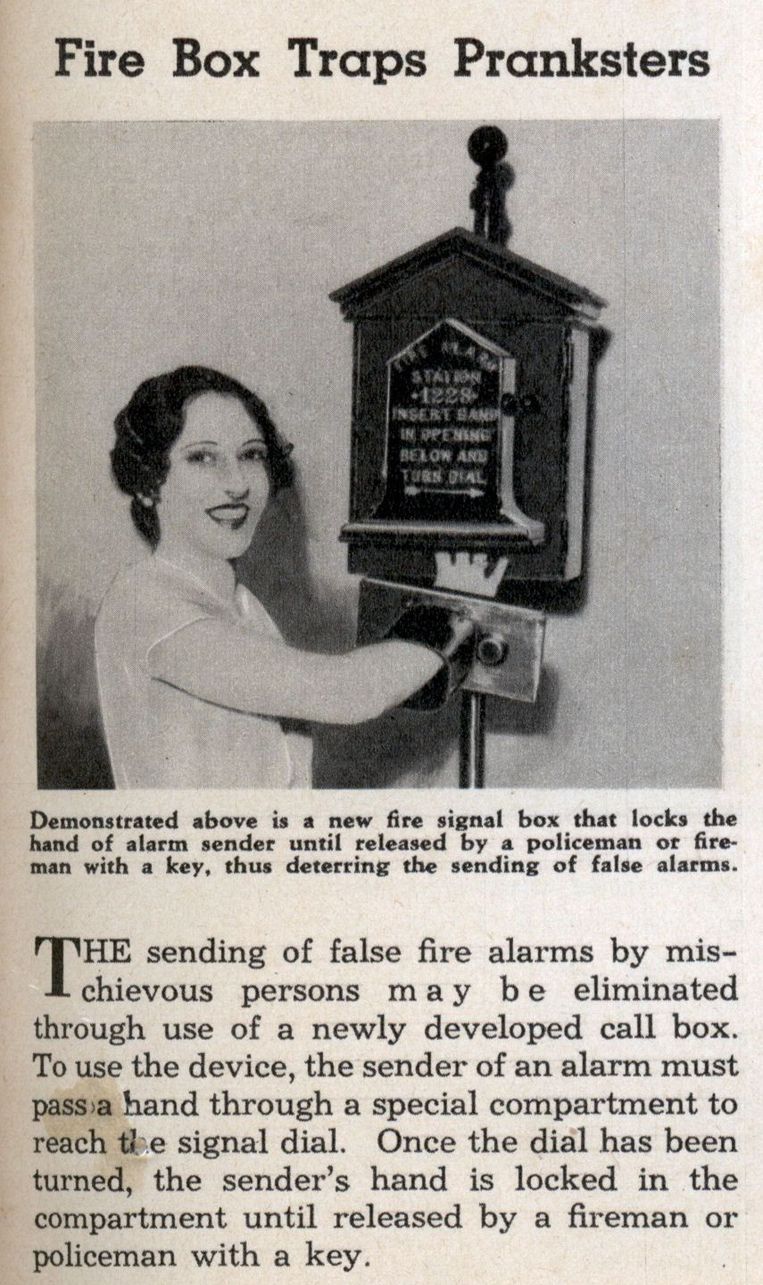 Fire Box Traps Pranksters
FIRE ALARM
STATION
•1228•
INSERT HAND
IN OPENING
BELOW AND
TURN DIAL
Demonstrated above is a new fire signal box that locks the
hand of alarm sender until released by a policeman or fire-
man with a key, thus deterring the sending of false alarms.
THE sending of false fire alarms by mis-
chievous persons may be eliminated
through use of a newly developed call box.
To use the device, the sender of an alarm must
pass a hand through a special compartment to
reach the signal dial. Once the dial has been
turned, the sender's hand is locked in the
compartment until released by a fireman or
policeman with a key.